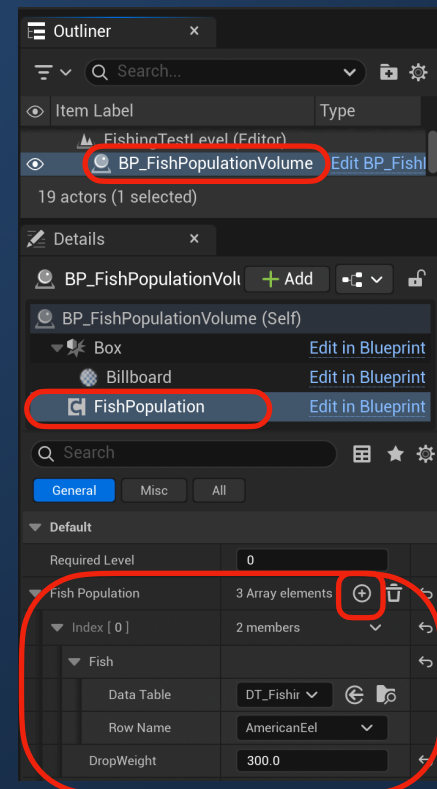 Outliner
Search...
Item Label Type
FishingTestLevel (Editor)
BP_FishPopulationVolume Edit BP_Fishl
19 actors (1 selected)
Details
BP_FishPopulationVolu Add
BP_FishPopulationVolume (Self)
Box Edit in Blueprint
Billboard Edit in Blueprint
FishPopulation Edit in Blueprint
Search
General Misc All
Default
Required Level 0
Fish Population 3 Array elements
Index [ 0 ] 2 members
Fish
Data Table DT_Fishir
Row Name AmericanEel
DropWeight 300.0